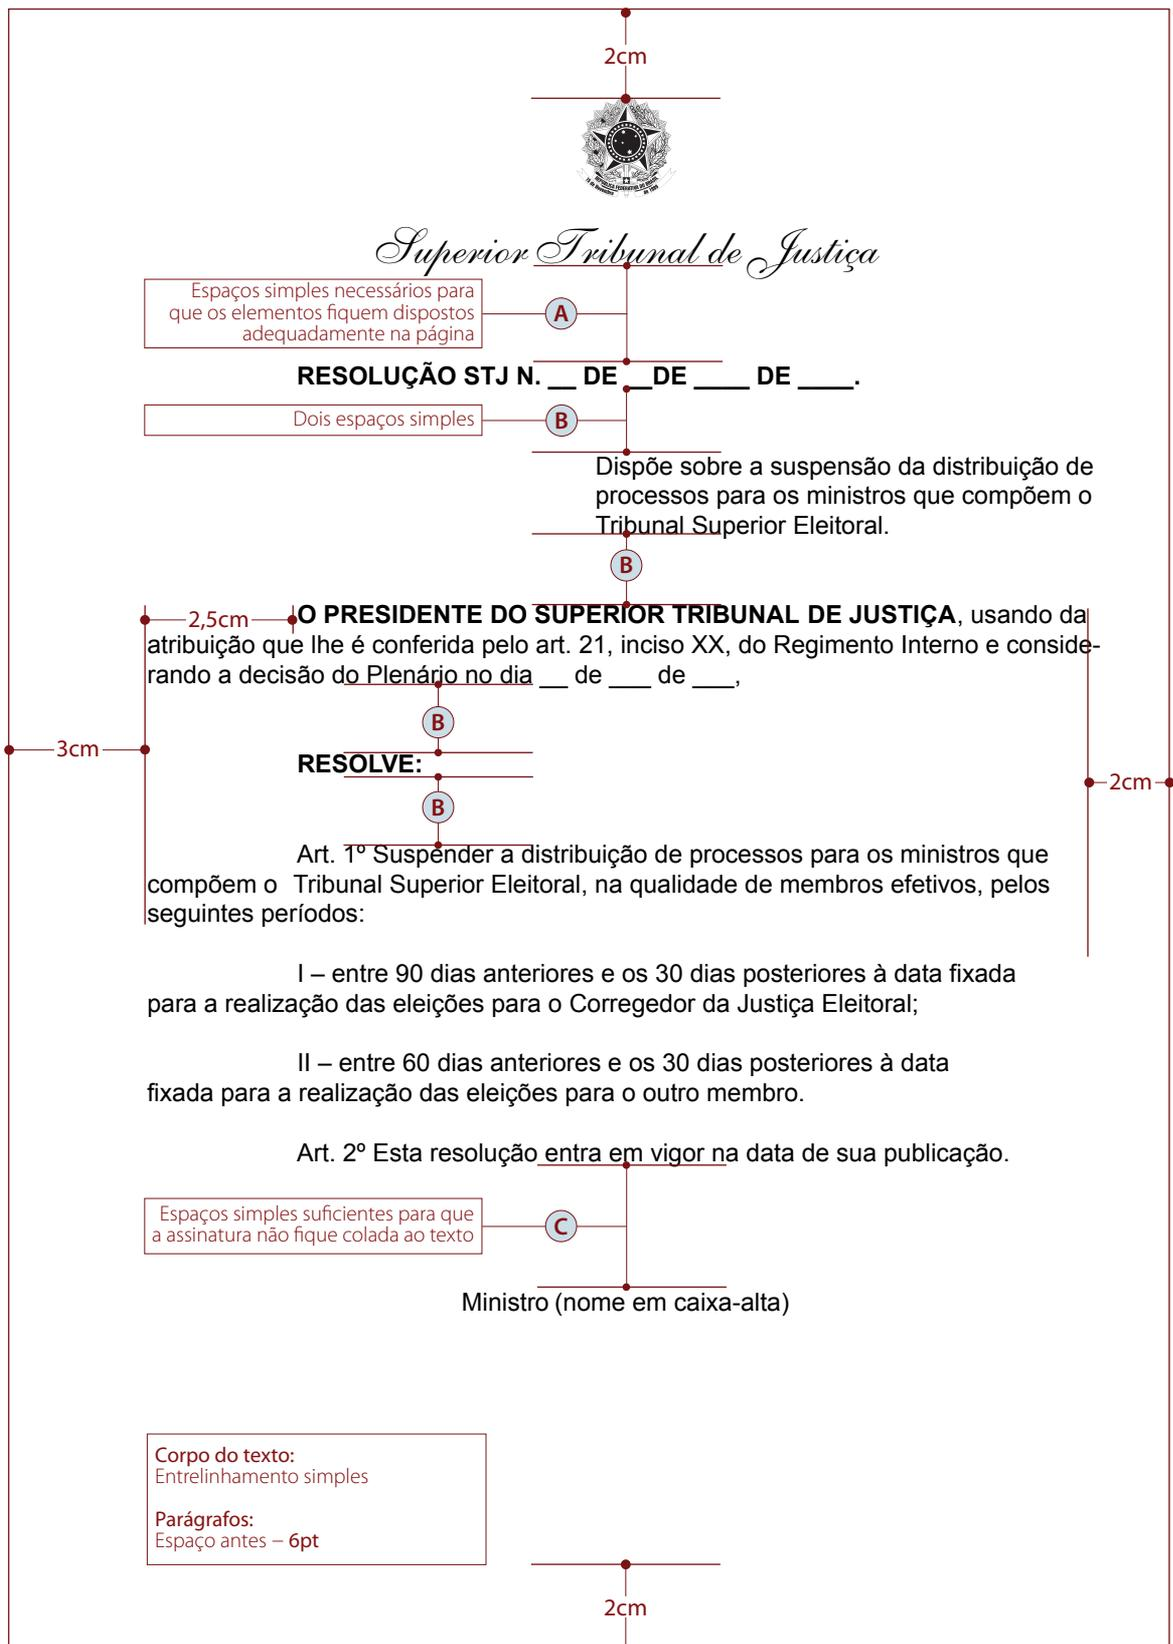 2cm
REPÚBLICA FEDERATIVA DO BRASIL
15 de Novembro de 1889
Superior Tribunal de Justiça
Espaços simples necessários para
que os elementos fiquem dispostos
adequadamente na página
A
RESOLUÇÃO STJ N. __ DE __DE ____ DE ____.
Dois espaços simples
B
Dispõe sobre a suspensão da distribuição de
processos para os ministros que compõem o
Tribunal Superior Eleitoral.
B
2,5cm
O PRESIDENTE DO SUPERIOR TRIBUNAL DE JUSTIÇA, usando da
atribuição que lhe é conferida pelo art. 21, inciso XX, do Regimento Interno e conside-
rando a decisão do Plenário no dia __ de ___ de ___,
B
3cm
RESOLVE:
2cm
B
Art. 1º Suspender a distribuição de processos para os ministros que
compõem o Tribunal Superior Eleitoral, na qualidade de membros efetivos, pelos
seguintes períodos:
I – entre 90 dias anteriores e os 30 dias posteriores à data fixada
para a realização das eleições para o Corregedor da Justiça Eleitoral;
II – entre 60 dias anteriores e os 30 dias posteriores à data
fixada para a realização das eleições para o outro membro.
Art. 2º Esta resolução entra em vigor na data de sua publicação.
Espaços simples suficientes para que
a assinatura não fique colada ao texto
C
Ministro (nome em caixa-alta)
Corpo do texto:
Entrelinhamento simples
Parágrafos:
Espaço antes – 6pt
2cm